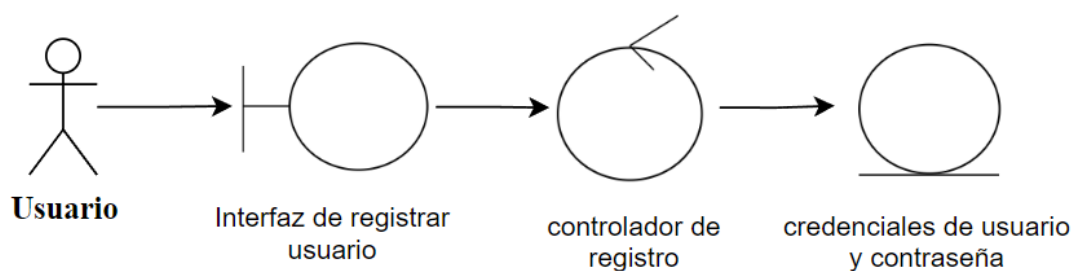 Usuario
Interfaz de registrar
usuario
controlador de
registro
credenciales de usuario
y contraseña